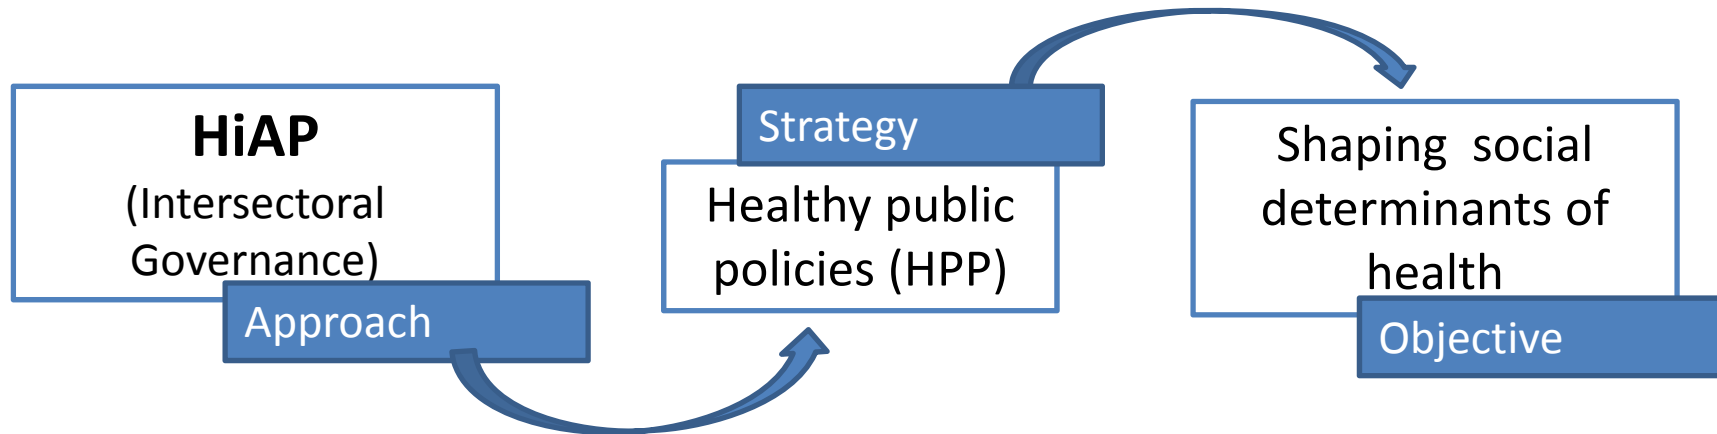 HiAP
(Intersectoral
Governance)
Approach
Strategy
Healthy public
policies (HPP)
Shaping social
determinants of
health
Objective